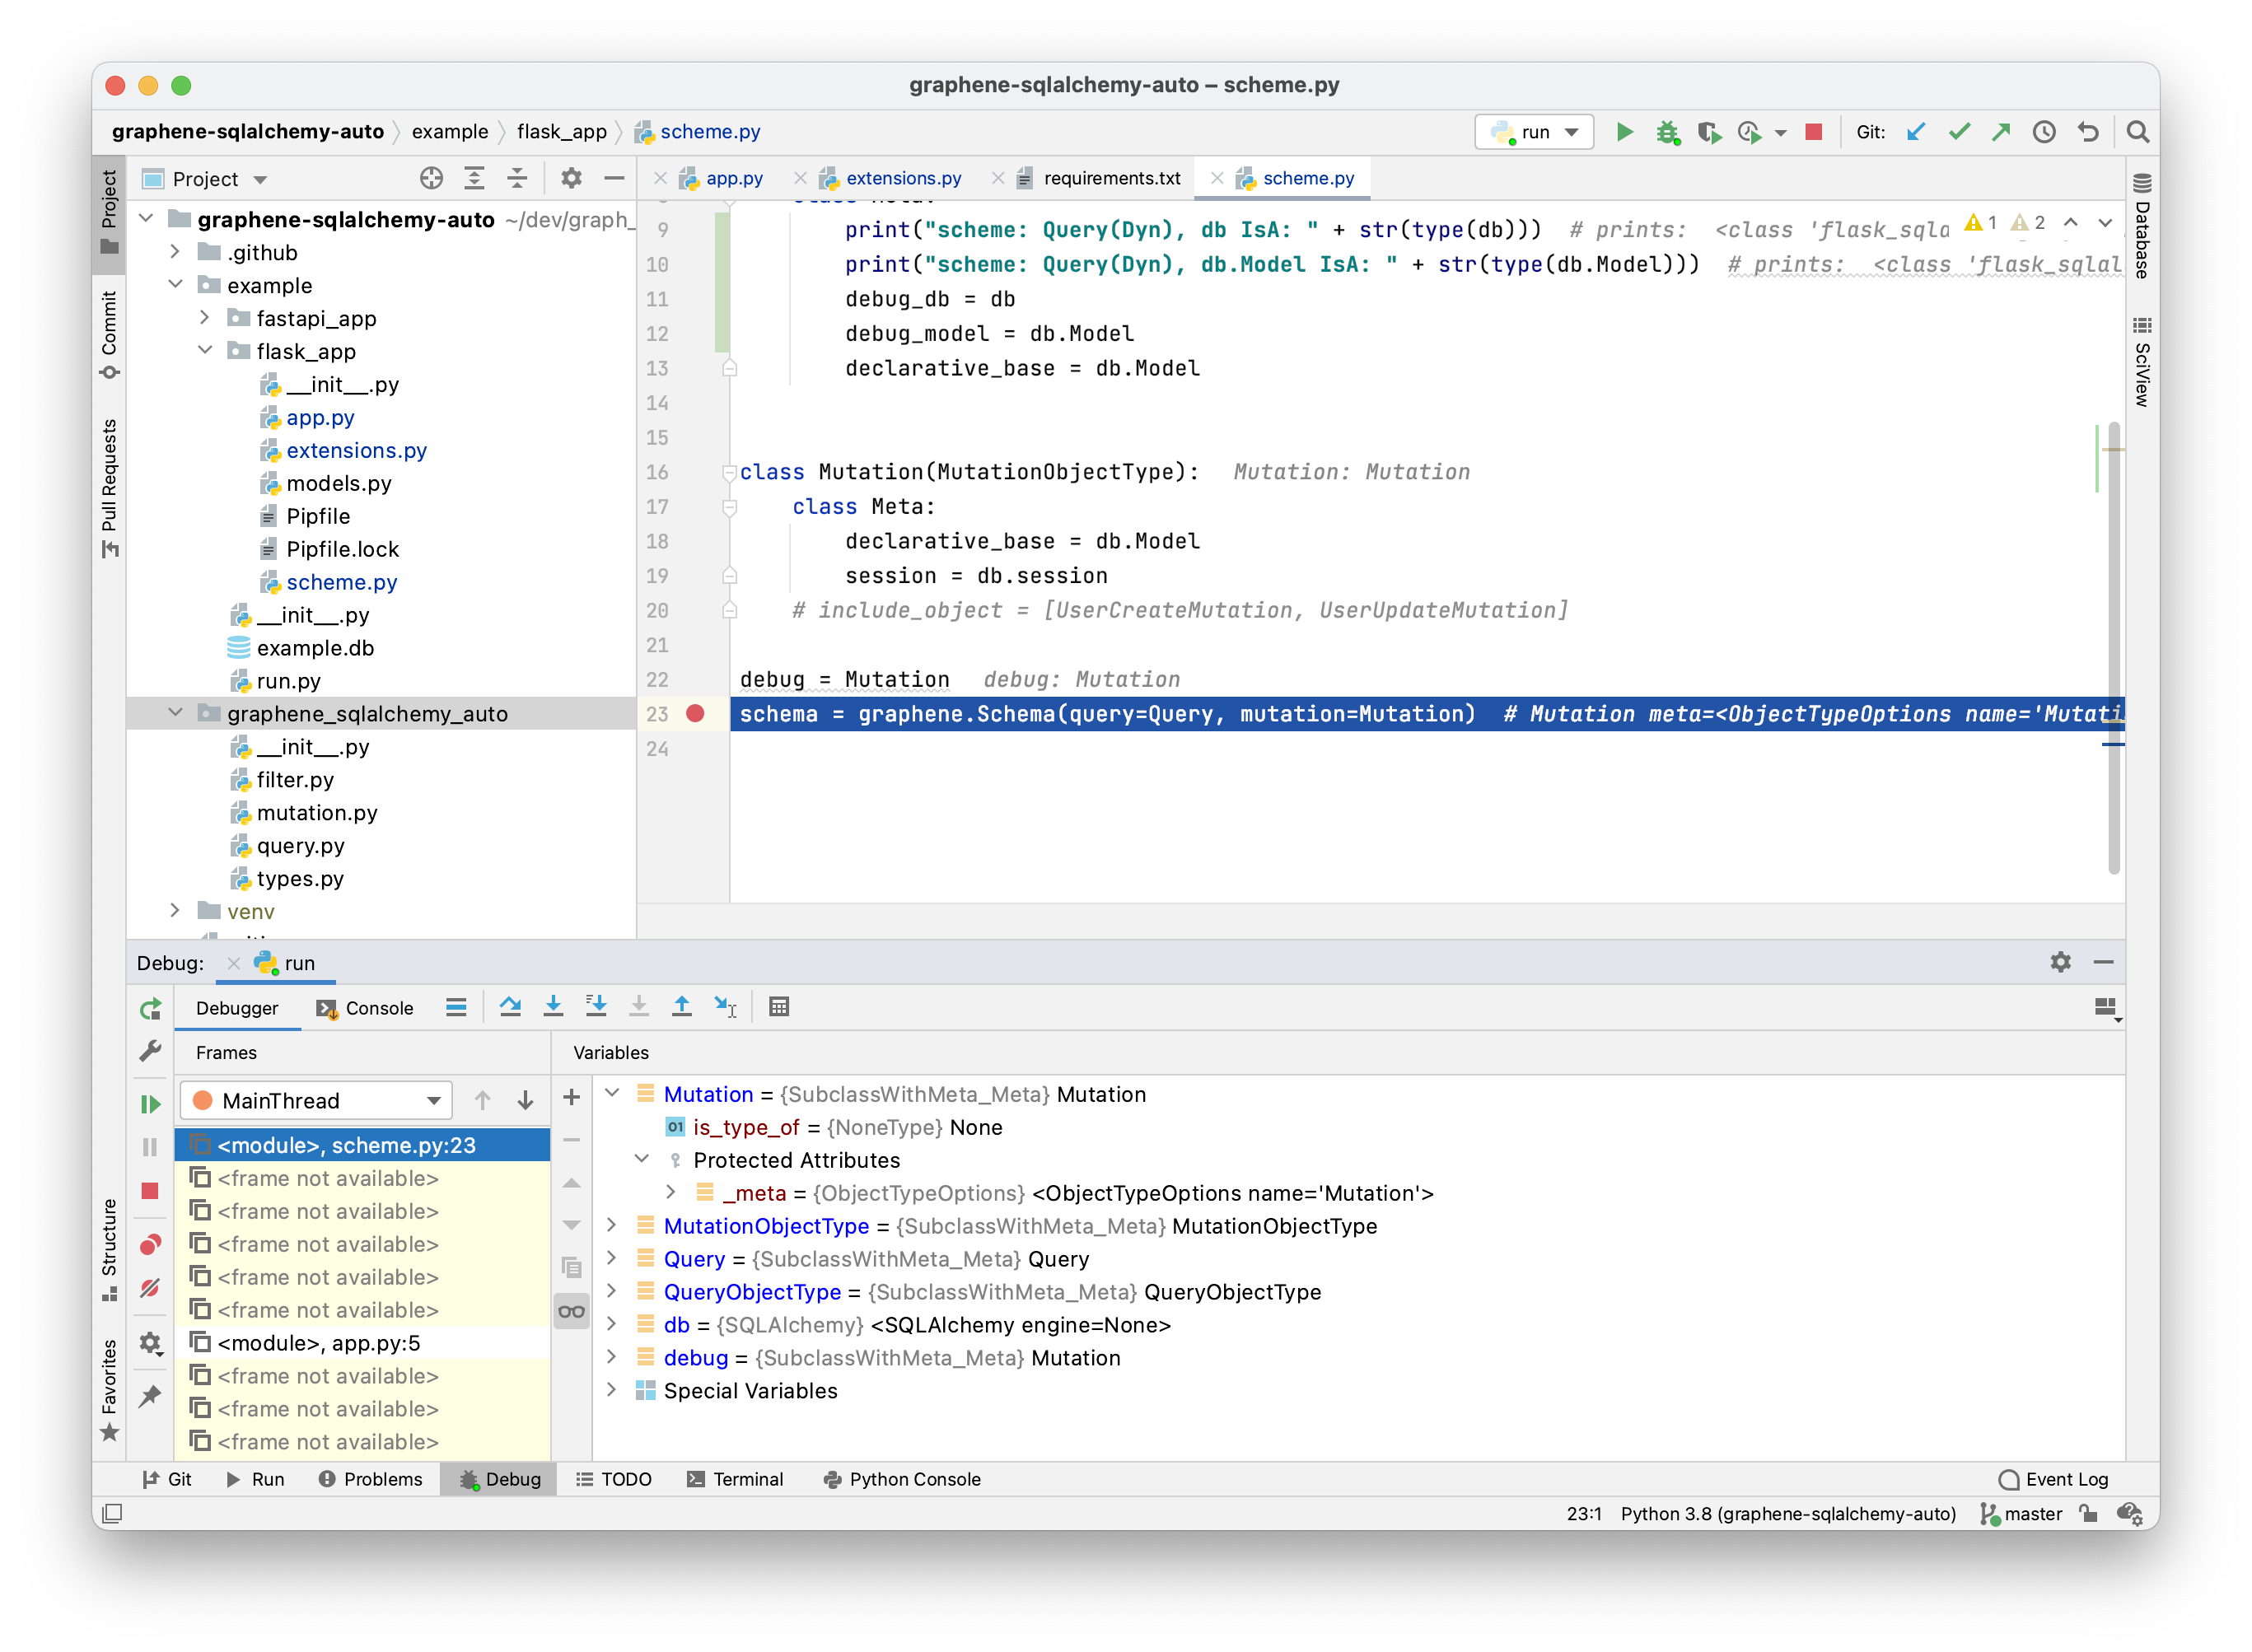 graphene-sqlalchemy-auto – scheme.py
graphene-sqlalchemy-auto
example
flask_app
scheme.py
run
Git:
Project
app.py
extensions.py
requirements.txt
scheme.py
Project
Commit
Pull Requests
Structure
Favorites
graphene-sqlalchemy-auto ~/dev/graph_
.github
example
fastapi_app
flask_app
__init__.py
app.py
extensions.py
models.py
Pipfile
Pipfile.lock
scheme.py
__init__.py
example.db
run.py
graphene_sqlalchemy_auto
__init__.py
filter.py
mutation.py
query.py
types.py
venv
9 print("scheme: Query(Dyn), db IsA: " + str(type(db))) # prints: <class 'flask_sqla
1 2
10 print("scheme: Query(Dyn), db.Model IsA: " + str(type(db.Model))) # prints: <class 'flask_sqlal
11 debug_db = db
12 debug_model = db.Model
13 declarative_base = db.Model
14
15
16 class Mutation(MutationObjectType): Mutation: Mutation
17 class Meta:
18 declarative_base = db.Model
19 session = db.session
20 # include_object = [UserCreateMutation, UserUpdateMutation]
21
22 debug = Mutation debug: Mutation
23 schema = graphene.Schema(query=Query, mutation=Mutation) # Mutation meta=<ObjectTypeOptions name='Mutati
24
Database
SciView
Debug:
run
Debugger
Console
Frames
Variables
MainThread
<module>, scheme.py:23
<frame not available>
<frame not available>
<frame not available>
<frame not available>
<frame not available>
<module>, app.py:5
<frame not available>
<frame not available>
<frame not available>
Mutation = {SubclassWithMeta_Meta} Mutation
01 is_type_of = {NoneType} None
Protected Attributes
_meta = {ObjectTypeOptions} <ObjectTypeOptions name='Mutation'>
MutationObjectType = {SubclassWithMeta_Meta} MutationObjectType
Query = {SubclassWithMeta_Meta} Query
QueryObjectType = {SubclassWithMeta_Meta} QueryObjectType
db = {SQLAlchemy} <SQLAlchemy engine=None>
debug = {SubclassWithMeta_Meta} Mutation
Special Variables
Git
Run
Problems
Debug
TODO
Terminal
Python Console
Event Log
23:1
Python 3.8 (graphene-sqlalchemy-auto)
master